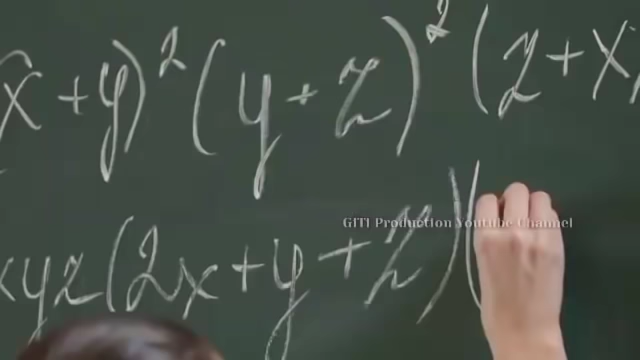 (x+y)² (y+z)² (z+x)
xyz(2x+y+z)(
GITI Production Youtube Channel